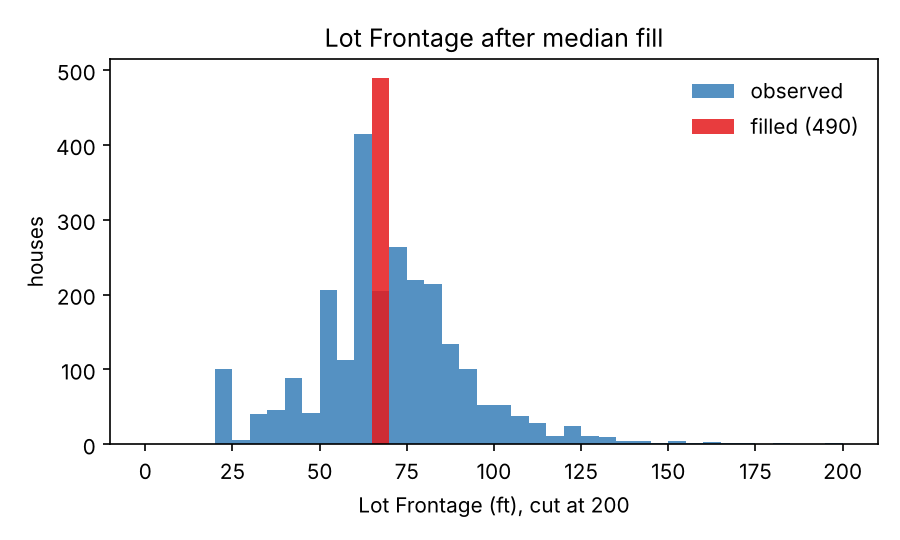 Lot Frontage after median fill
observed
filled (490)
houses
500
400
300
200
100
0
0 25 50 75 100 125 150 175 200
Lot Frontage (ft), cut at 200